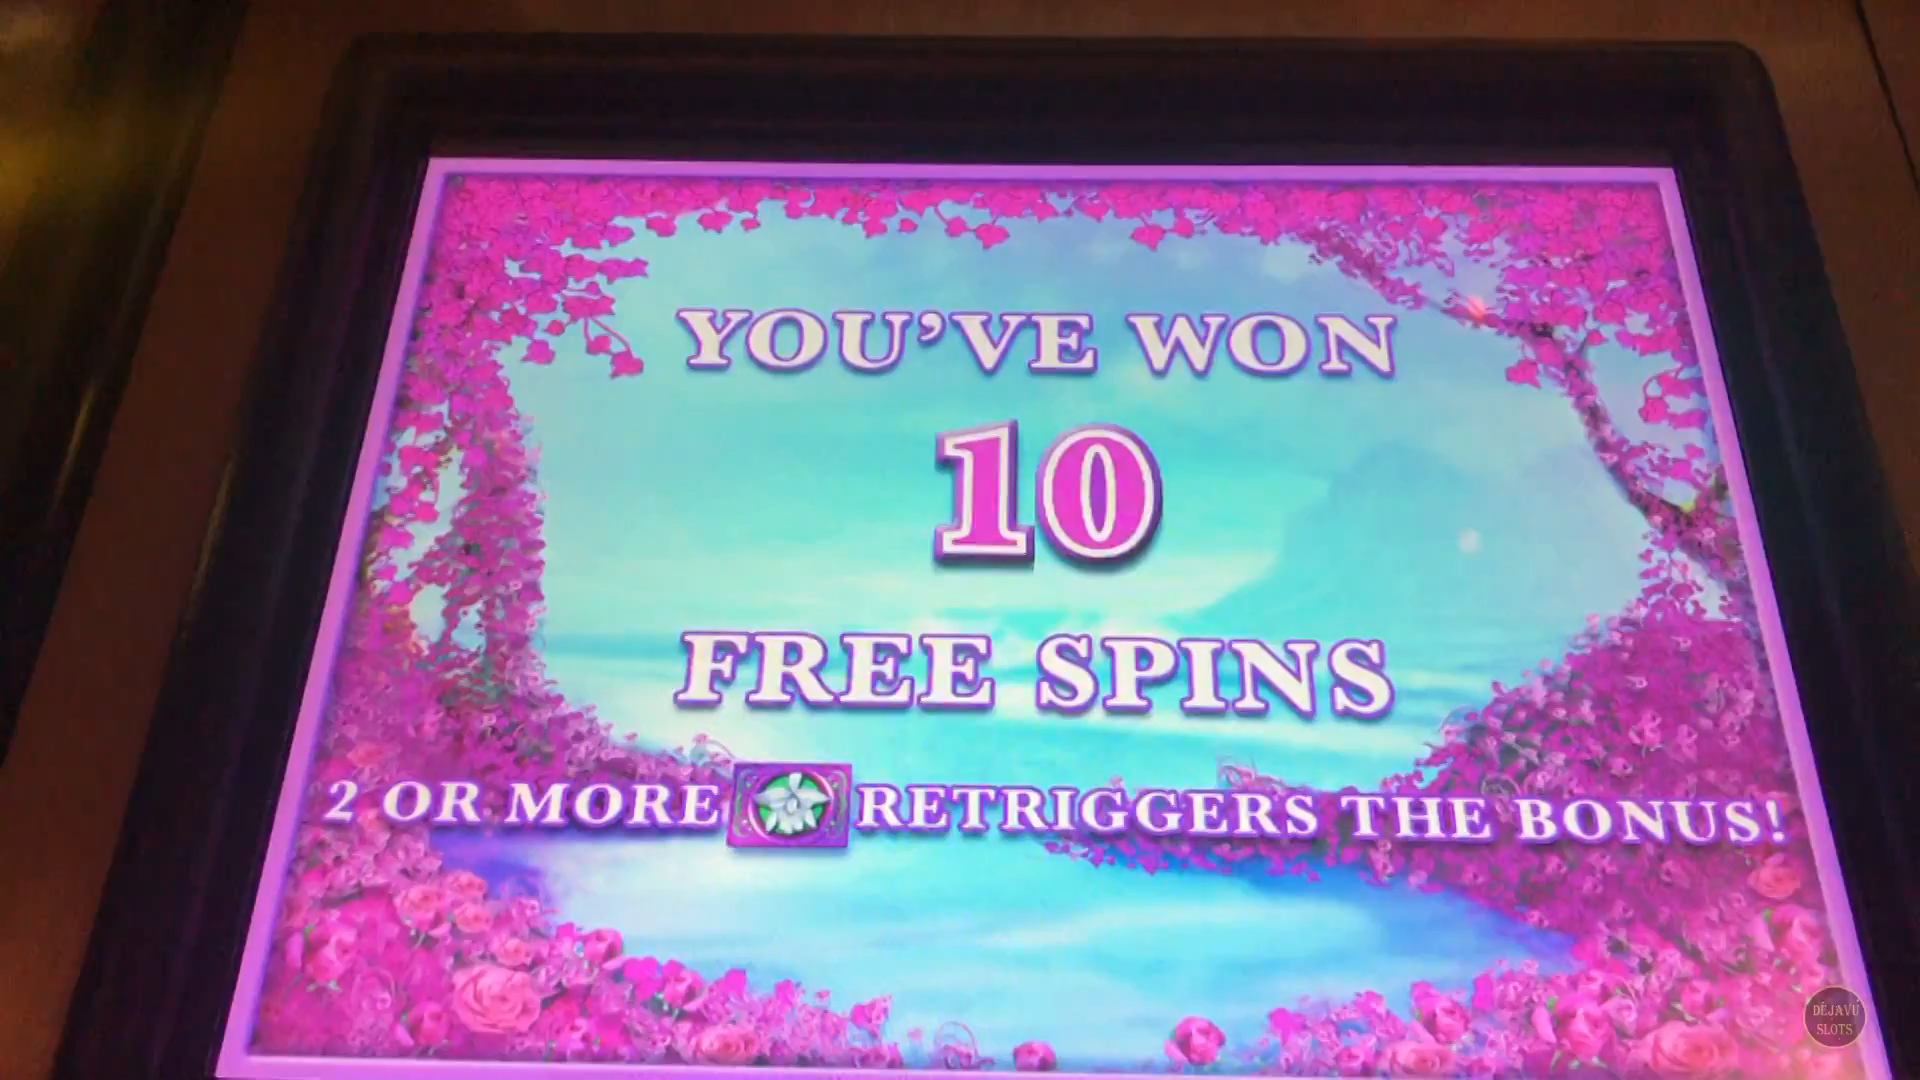 YOU'VE WON
10
FREE SPINS
2 OR MORE RETRIGGERS THE BONUS!
DÉJAVU
SLOTS